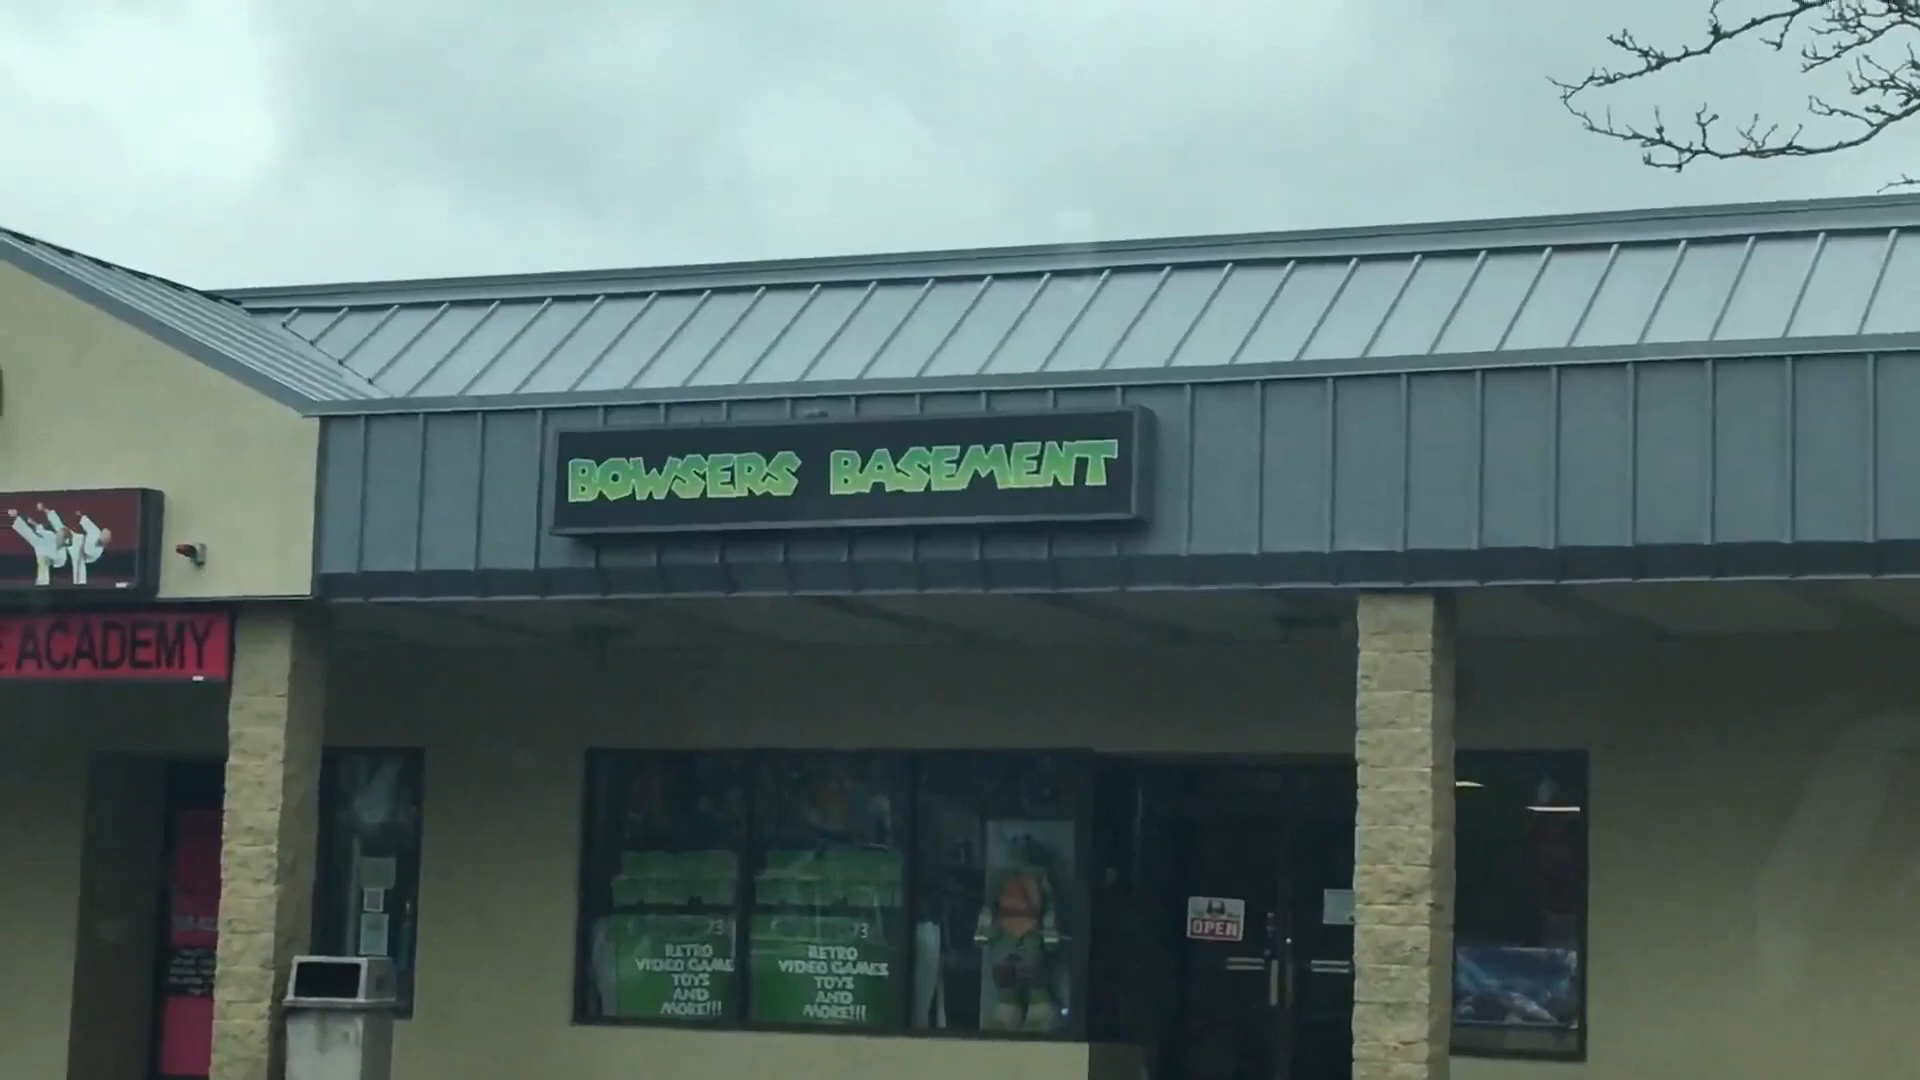 BOWSERS BASEMENT
ACADEMY
RETRO
VIDEO GAME
TOYS
AND
MORE!!!
RETRO
VIDEO GAMES
TOYS
AND
MORE!!!
OPEN